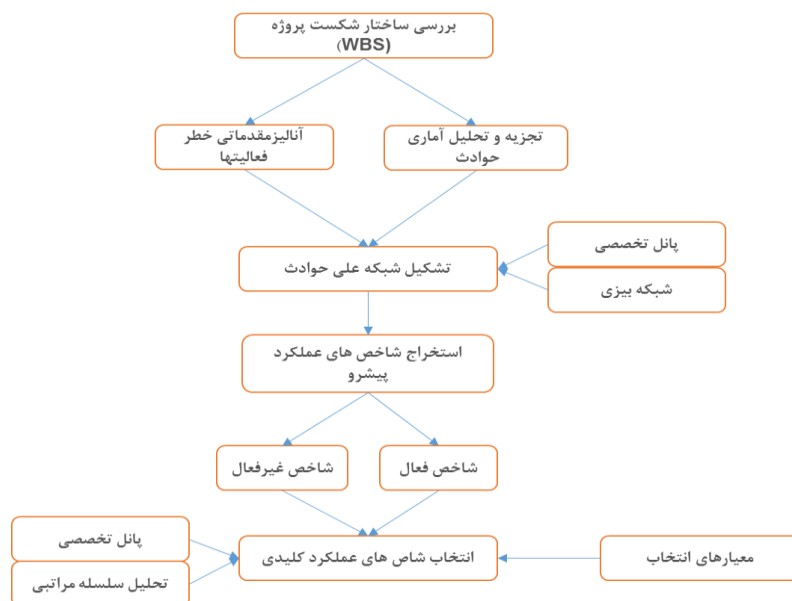 بررسی ساختار شکست پروژه
(WBS)
آنالیزمقدماتی خطر
فعالیتها
تجزیه و تحلیل آماری
حوادث
پانل تخصصی
تشکیل شبکه علی حوادث
شبکه بیزی
استخراج شاخص های عملکرد
پیشرو
شاخص فعال
شاخص غیرفعال
پانل تخصصی
معیارهای انتخاب
انتخاب شاص های عملکرد کلیدی
تحلیل سلسله مراتبی